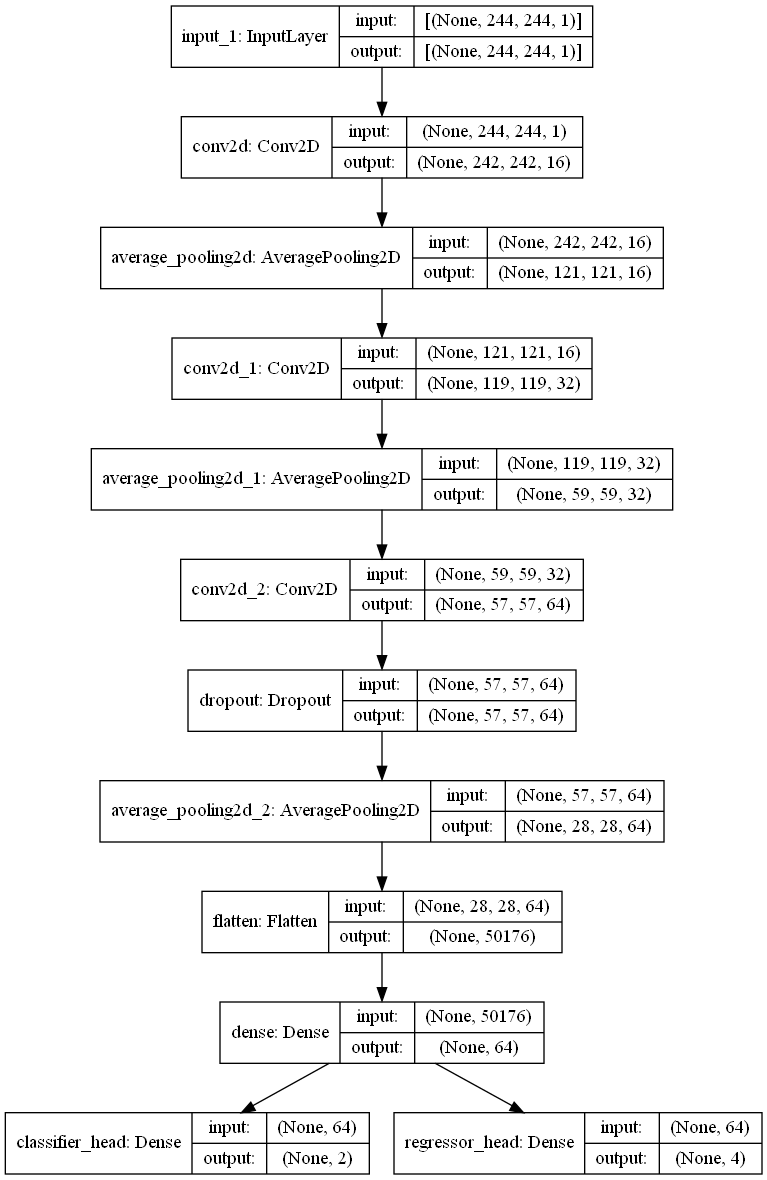 input_1: InputLayer
input:
[(None, 244, 244, 1)]
output:
[(None, 244, 244, 1)]
conv2d: Conv2D
input:
(None, 244, 244, 1)
output:
(None, 242, 242, 16)
average_pooling2d: AveragePooling2D
input:
(None, 242, 242, 16)
output:
(None, 121, 121, 16)
conv2d_1: Conv2D
input:
(None, 121, 121, 16)
output:
(None, 119, 119, 32)
average_pooling2d_1: AveragePooling2D
input:
(None, 119, 119, 32)
output:
(None, 59, 59, 32)
conv2d_2: Conv2D
input:
(None, 59, 59, 32)
output:
(None, 57, 57, 64)
dropout: Dropout
input:
(None, 57, 57, 64)
output:
(None, 57, 57, 64)
average_pooling2d_2: AveragePooling2D
input:
(None, 57, 57, 64)
output:
(None, 28, 28, 64)
flatten: Flatten
input:
(None, 28, 28, 64)
output:
(None, 50176)
dense: Dense
input:
(None, 50176)
output:
(None, 64)
classifier_head: Dense
input:
(None, 64)
output:
(None, 2)
regressor_head: Dense
input:
(None, 64)
output:
(None, 4)